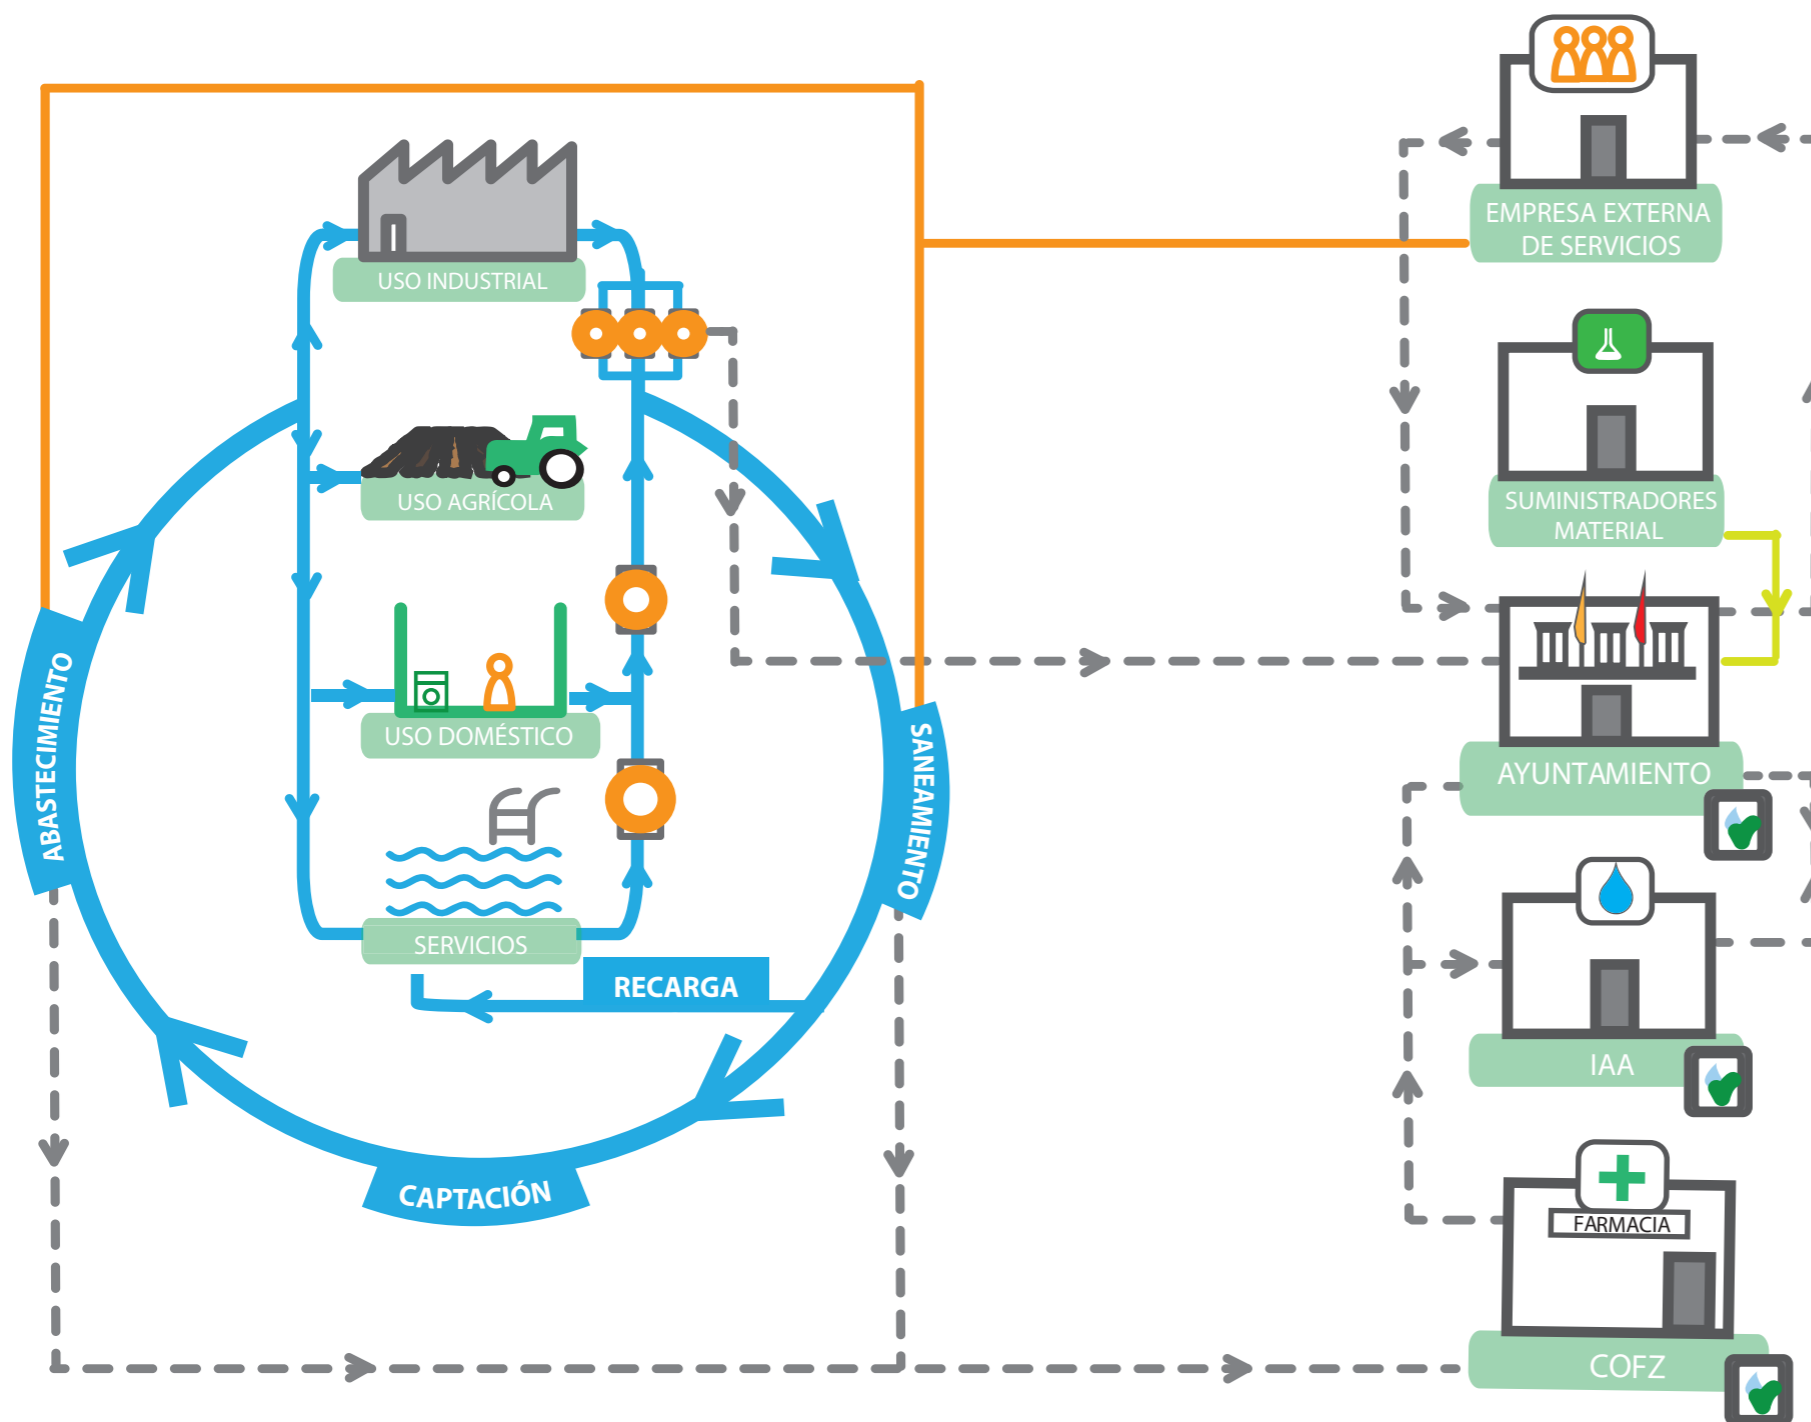 EMPRESA EXTERNA
DE SERVICIOS
USO INDUSTRIAL
USO AGRÍCOLA
SUMINISTRADORES
MATERIAL
USO DOMÉSTICO
ABASTECIMIENTO
SANEAMIENTO
AYUNTAMIENTO
SERVICIOS
RECARGA
IAA
CAPTACIÓN
FARMACIA
COFZ